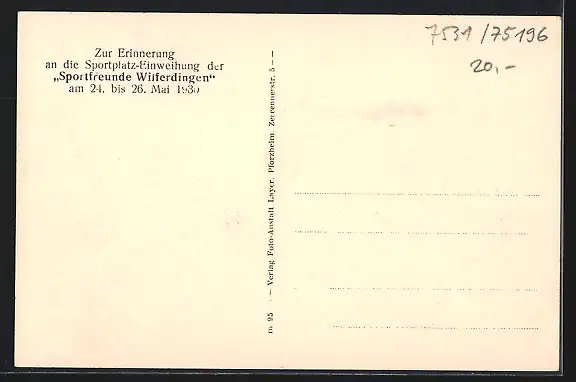 Zur Erinnerung
an die Sportplatz-Einweihung der
„Sportfreunde Wilferdingen“
am 24. bis 26. Mai 1930
m 95 — Verlag Foto-Anstalt Layer, Pforzheim, Zerrennerstr. 5 —
7531/75196
20,-